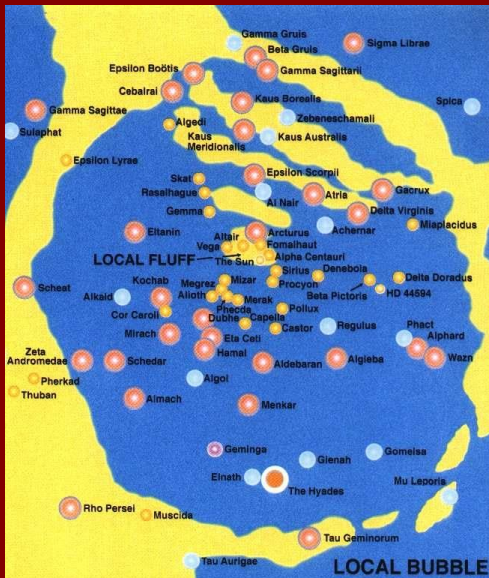 Gamma Gruis
Beta Gruis
Sigma Librae
Epsilon Boötis
Gamma Sagittarii
Cebalrai
Gamma Sagittae
Kaus Borealis
Spica
Zebeneschamali
Algedi
Sulaphat
Kaus
Meridionalis
Kaus Australis
Epsilon Lyrae
Epsilon Scorpii
Skat
Rasalhague
Al Nair
Gacrux
Atria
Gemma
Delta Virginia
Achernar
Miaplacidus
Eltanin
Arcturus
Altair
Fomalhaut
Vega
Alpha Centauri
LOCAL FLUFF
The Sun
Sirius
Denebola
Delta Doradus
Kochab
Mizar
Procyon
Scheat
Megrez
Beta Pictoria
HD 44594
Alkaid
Alioth
Merak
Phecda
Pollux
Cor Caroli
Dubhe
Capella
Castor
Regulus
Phact
Mirach
Eta Ceti
Alphard
Hamal
Zeta
Andromedae
Schedar
Aldebaran
Algieba
Wazn
Pherkad
Algol
Thuban
Almach
Menkar
Geminga
Gienah
Gomeisa
Elnath
The Hyades
Mu Leporis
Rho Persei
Muscida
Tau Geminorum
Tau Aurigae
LOCAL BUBBLE